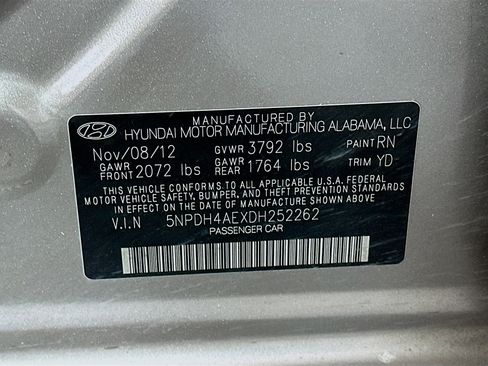 MANUFACTURED BY
HYUNDAI MOTOR MANUFACTURING ALABAMA, LLC
Nov/08/12 GVWR 3792 lbs PAINT RN
GAWR FRONT 2072 lbs GAWR REAR 1764 lbs TRIM YD
THIS VEHICLE CONFORMS TO ALL APPLICABLE U.S.A. FEDERAL
MOTOR VEHICLE SAFETY, BUMPER, AND THEFT PREVENTION
STANDARDS IN EFFECT ON THE DATE OF MANUFACTURE SHOWN ABOVE.
V.I.N 5NPDH4AEXDH252262
PASSENGER CAR